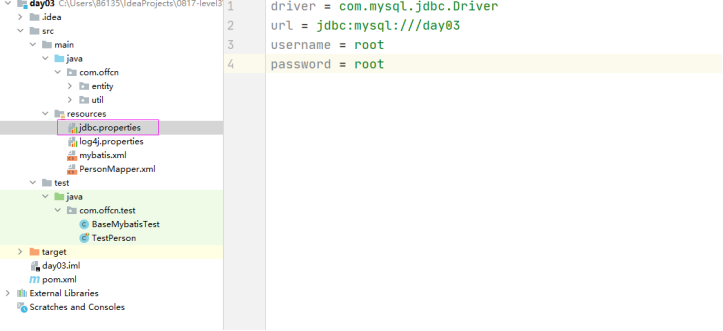 day03 C:\Users\86135\IdeaProjects\0817-level3\
.idea
src
main
java
com.offcn
entity
util
resources
jdbc.properties
log4j.properties
mybatis.xml
PersonMapper.xml
test
java
com.offcn.test
BaseMybatisTest
TestPerson
target
day03.iml
pom.xml
External Libraries
Scratches and Consoles
1 driver = com.mysql.jdbc.Driver
2 url = jdbc:mysql:///day03
3 username = root
4 password = root